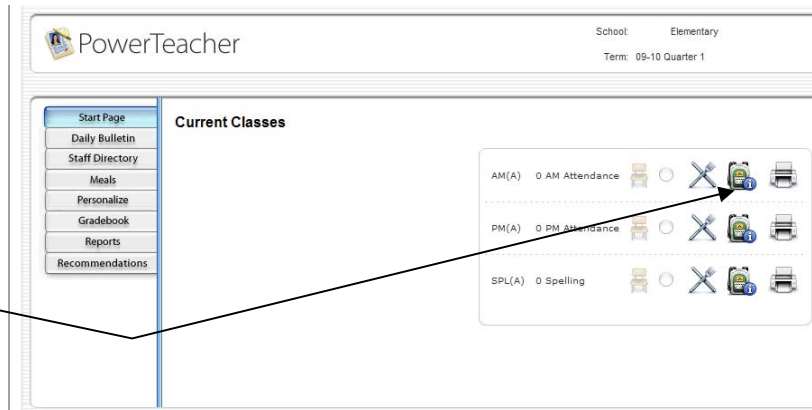 PowerTeacher
School: Elementary
Term: 09-10 Quarter 1
Start Page
Daily Bulletin
Staff Directory
Meals
Personalize
Gradebook
Reports
Recommendations
Current Classes
AM(A) 0 AM Attendance
PM(A) 0 PM Attendance
SPL(A) 0 Spelling